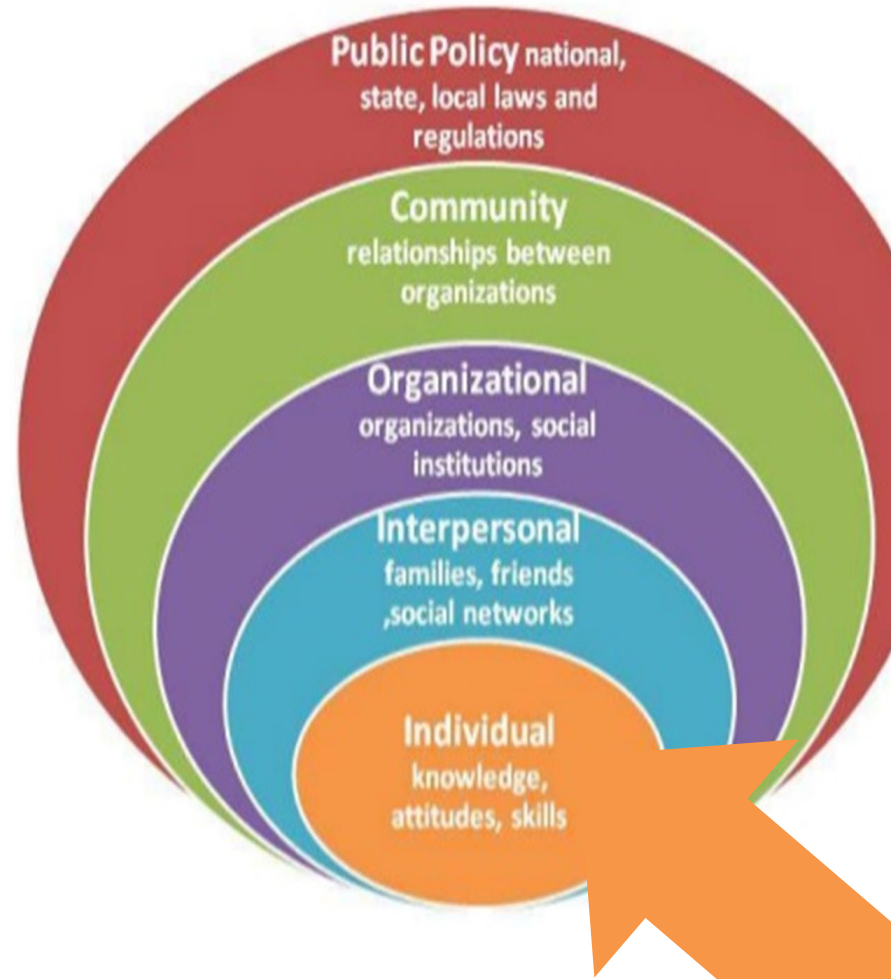 Public Policy national,
state, local laws and
regulations
Community
relationships between
organizations
Organizational
organizations, social
institutions
Interpersonal
families, friends
,social networks
Individual
knowledge,
attitudes, skills